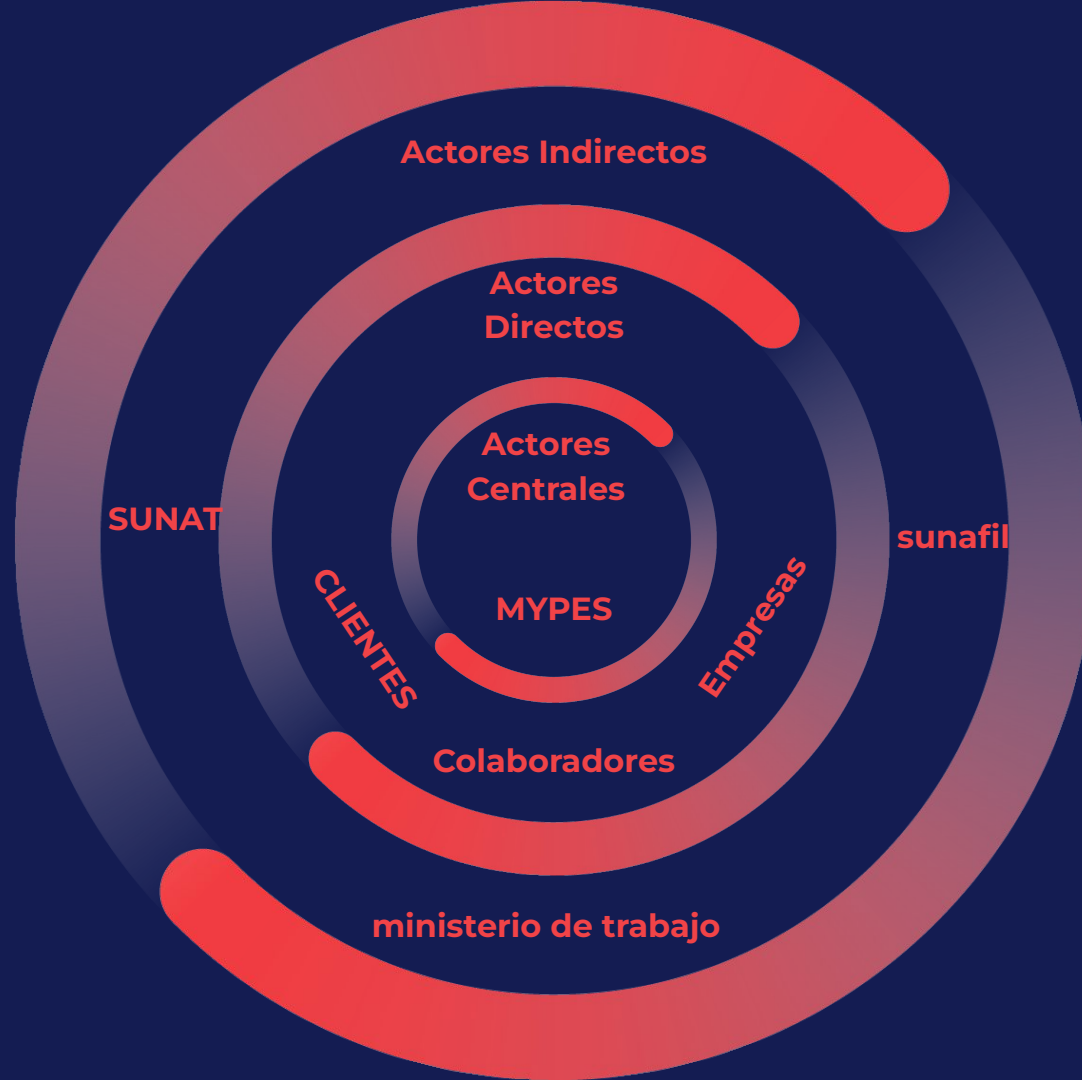 Actores Indirectos
Actores
Directos
Actores
Centrales
SUNAT
sunafil
CLIENTES
MYPES
Empresas
Colaboradores
ministerio de trabajo